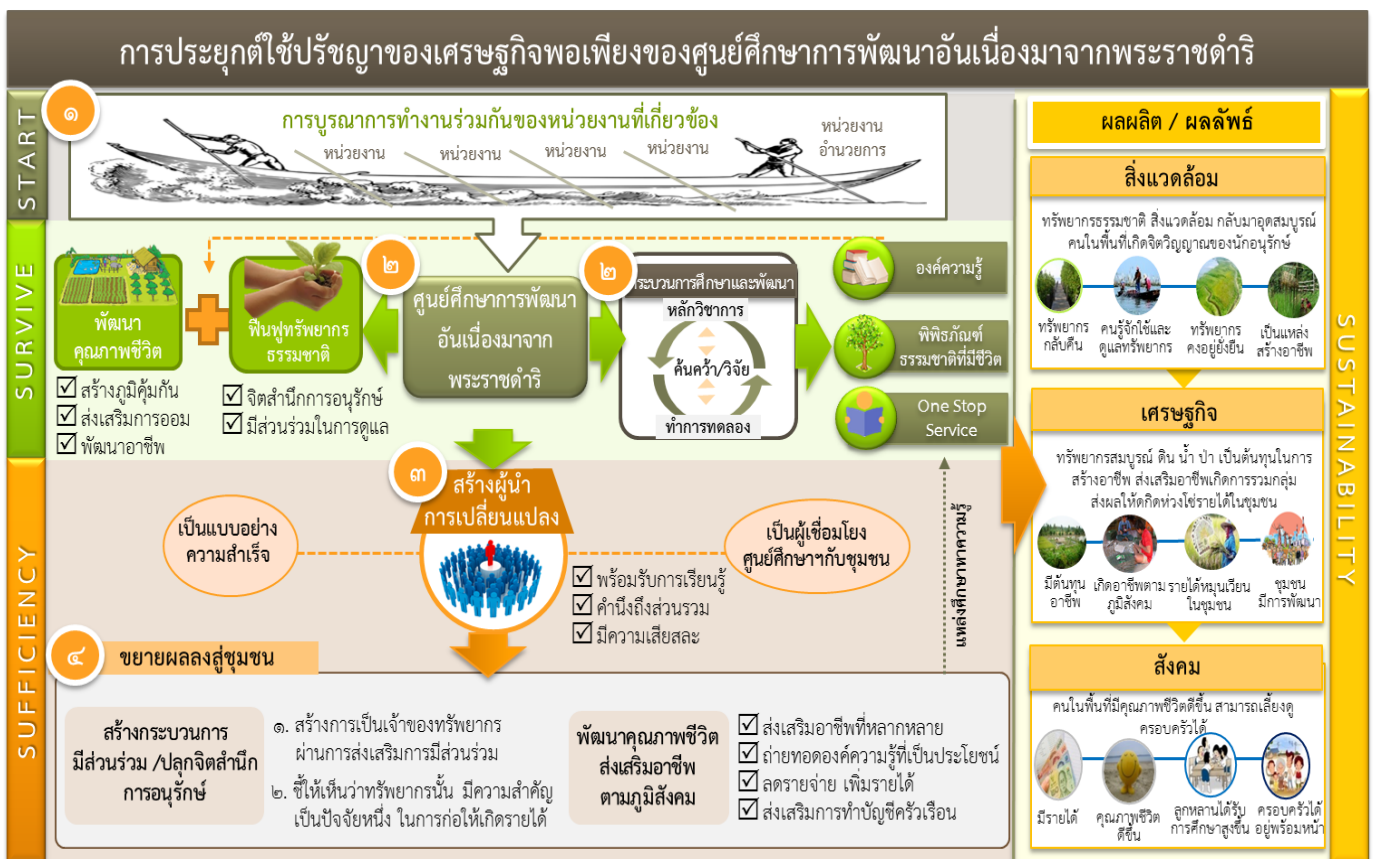 การประยุกต์ใช้ปรัชญาของเศรษฐกิจพอเพียงของศูนย์ศึกษาการพัฒนาอันเนื่องมาจากพระราชดำริ
START
๑
การบูรณาการทำงานร่วมกันของหน่วยงานที่เกี่ยวข้อง
หน่วยงาน
หน่วยงาน
หน่วยงาน
หน่วยงาน
หน่วยงาน
อำนวยการ
SURVIVE
พัฒนา
คุณภาพชีวิต
☑ สร้างภูมิคุ้มกัน
☑ ส่งเสริมการออม
☑ พัฒนาอาชีพ
ฟื้นฟูทรัพยากร
ธรรมชาติ
☑ จิตสำนึกการอนุรักษ์
☑ มีส่วนร่วมในการดูแล
๒
ศูนย์ศึกษาการพัฒนา
อันเนื่องมาจาก
พระราชดำริ
๒
กระบวนการศึกษาและพัฒนา
หลักวิชาการ
ค้นคว้า/วิจัย
ทำการทดลอง
องค์ความรู้
พิพิธภัณฑ์
ธรรมชาติที่มีชีวิต
One Stop
Service
SUFFICIENCY
๓
สร้างผู้นำ
การเปลี่ยนแปลง
เป็นแบบอย่าง
ความสำเร็จ
เป็นผู้เชื่อมโยง
ศูนย์ศึกษาฯกับชุมชน
☑ พร้อมรับการเรียนรู้
☑ คำนึงถึงส่วนรวม
☑ มีความเสียสละ
แหล่งศึกษาหาความรู้
๔
ขยายผลลงสู่ชุมชน
สร้างกระบวนการ
มีส่วนร่วม /ปลุกจิตสำนึก
การอนุรักษ์
๑. สร้างการเป็นเจ้าของทรัพยากร
ผ่านการส่งเสริมการมีส่วนร่วม
๒. ชี้ให้เห็นว่าทรัพยากรนั้น มีความสำคัญ
เป็นปัจจัยหนึ่ง ในการก่อให้เกิดรายได้
พัฒนาคุณภาพชีวิต
ส่งเสริมอาชีพ
ตามภูมิสังคม
☑ ส่งเสริมอาชีพที่หลากหลาย
☑ ถ่ายทอดองค์ความรู้ที่เป็นประโยชน์
☑ ลดรายจ่าย เพิ่มรายได้
☑ ส่งเสริมการทำบัญชีครัวเรือน
ผลผลิต / ผลลัพธ์
สิ่งแวดล้อม
ทรัพยากรธรรมชาติ สิ่งแวดล้อม กลับมาอุดสมบูรณ์
คนในพื้นที่เกิดจิตวิญญาณของนักอนุรักษ์
ทรัพยากร
กลับคืน
คนรู้จักใช้และ
ดูแลทรัพยากร
ทรัพยากร
คงอยู่ยั่งยืน
เป็นแหล่ง
สร้างอาชีพ
เศรษฐกิจ
ทรัพยากรสมบูรณ์ ดิน น้ำ ป่า เป็นต้นทุนในการ
สร้างอาชีพ ส่งเสริมอาชีพเกิดการรวมกลุ่ม
ส่งผลให้ดกิดห่วงโซ่รายได้ในชุมชน
มีต้นทุน
อาชีพ
เกิดอาชีพตาม
ภูมิสังคม
รายได้หมุนเวียน
ในชุมชน
ชุมชน
มีการพัฒนา
สังคม
คนในพื้นที่มีคุณภาพชีวิตดีขึ้น สามารถเลี้ยงดู
ครอบครัวได้
มีรายได้
คุณภาพชีวิต
ดีขึ้น
ลูกหลานได้รับ
การศึกษาสูงขึ้น
ครอบครัวได้
อยู่พร้อมหน้า
SUSTAINABILITY